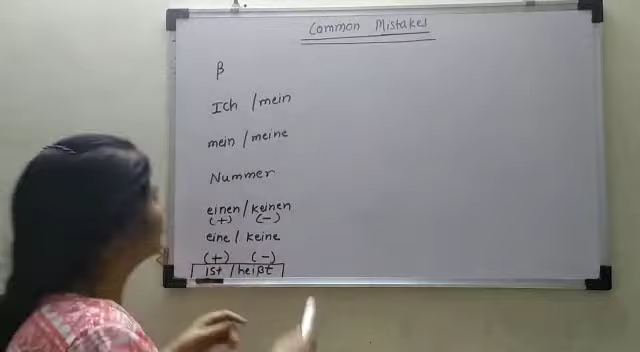 Common Mistakes
β
Ich / mein
mein / meine
Nummer
einen / keinen
(+) (-)
eine / keine
(+) (-)
ist / heißt